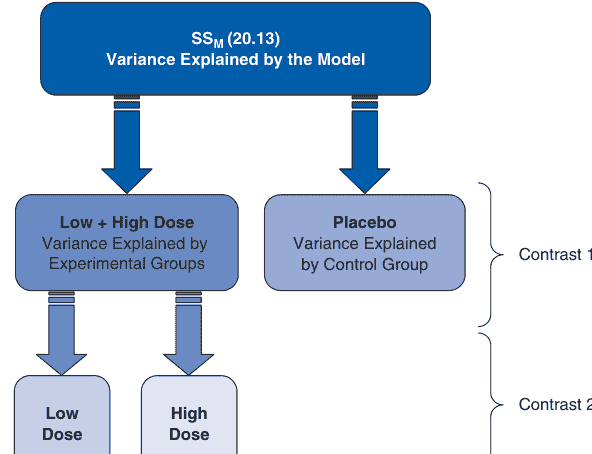 SSM (20.13)
Variance Explained by the Model
Low + High Dose
Variance Explained by
Experimental Groups
Placebo
Variance Explained
by Control Group
Contrast 1
Low
Dose
High
Dose
Contrast 2